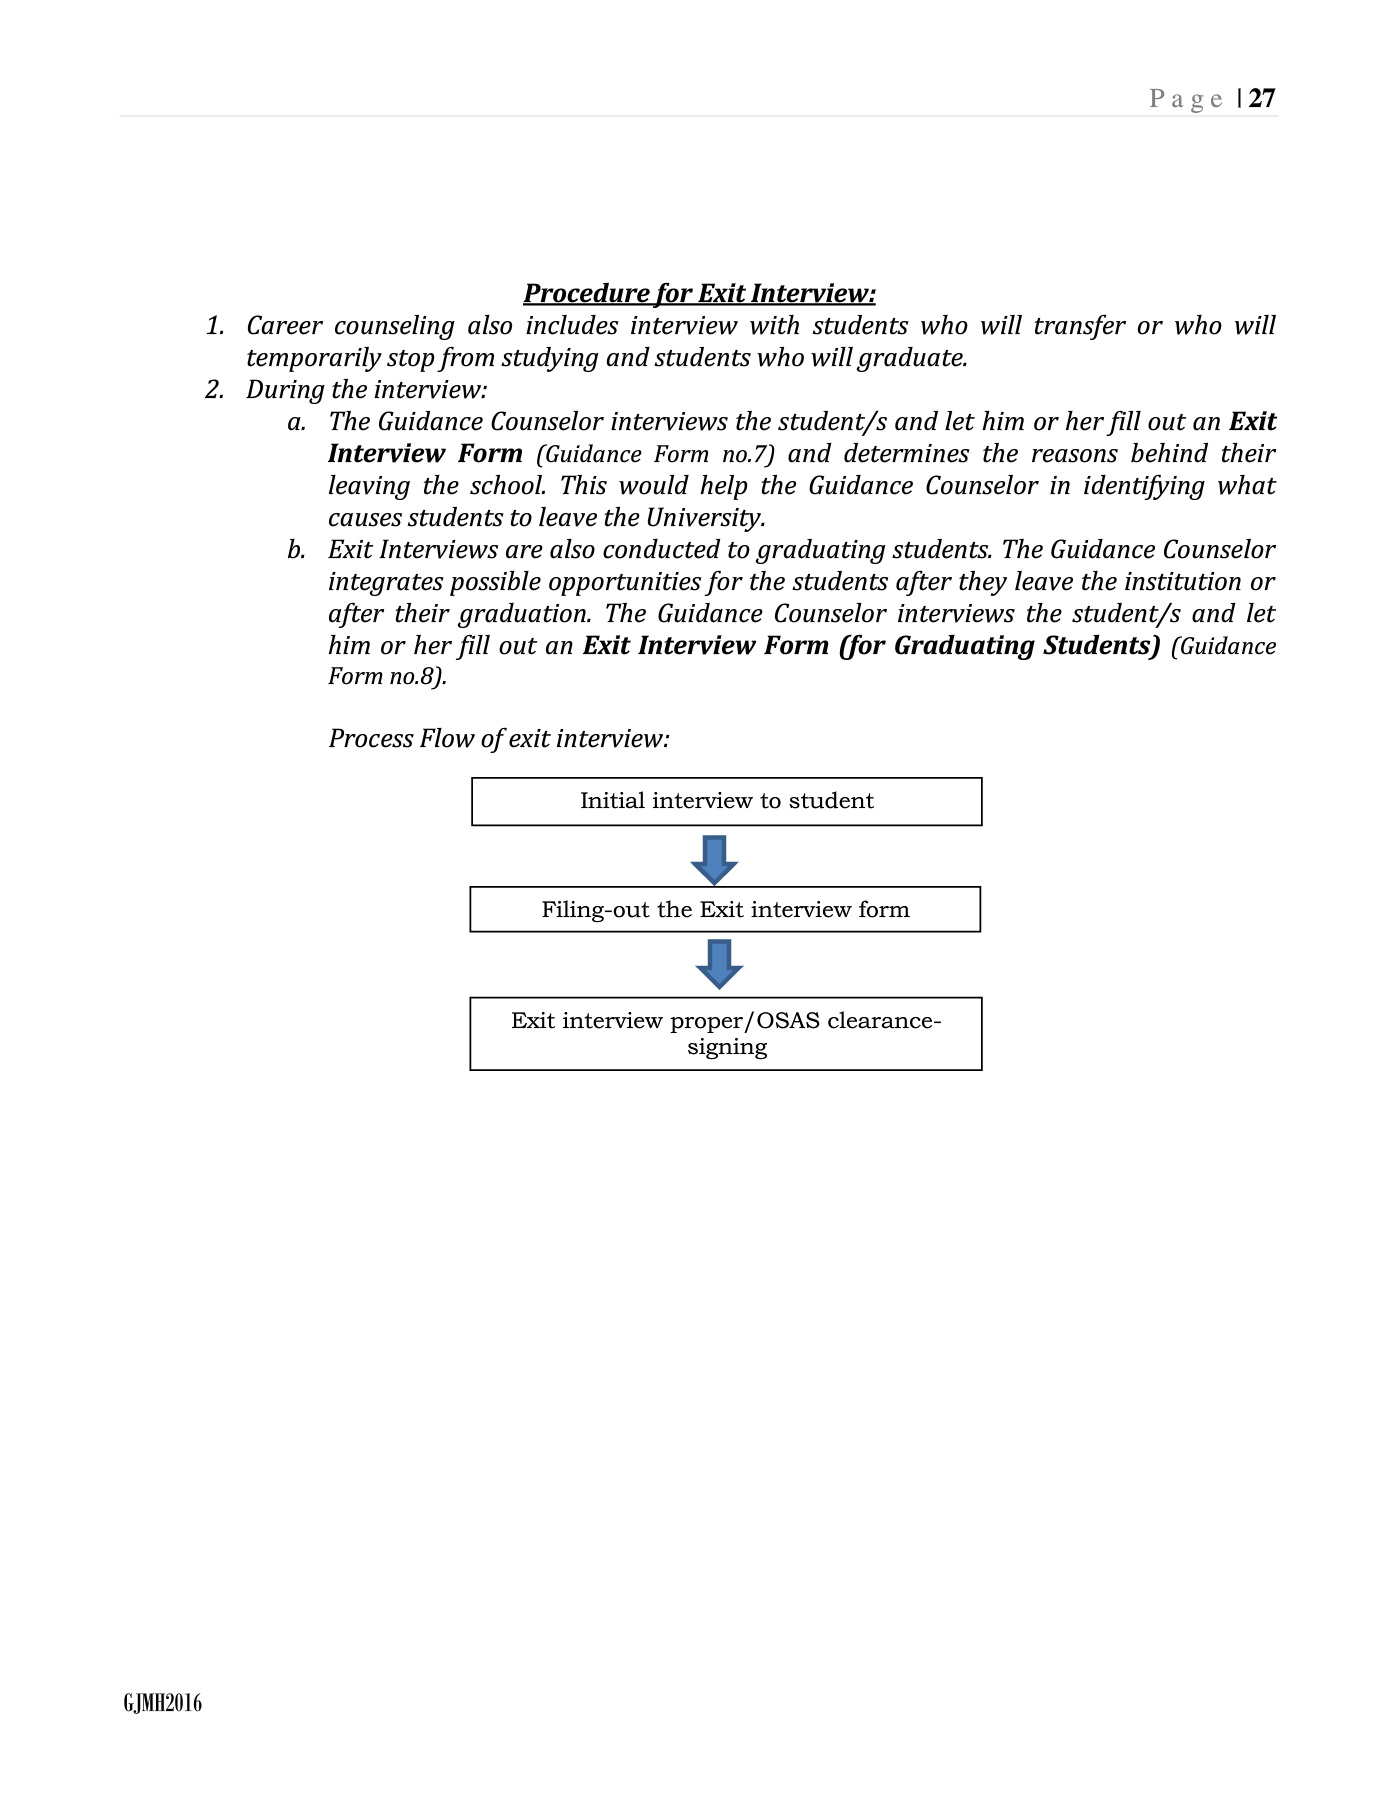 Page | 27
Procedure for Exit Interview:
1. Career counseling also includes interview with students who will transfer or who will
temporarily stop from studying and students who will graduate.
2. During the interview:
a. The Guidance Counselor interviews the student/s and let him or her fill out an Exit
Interview Form (Guidance Form no.7) and determines the reasons behind their
leaving the school. This would help the Guidance Counselor in identifying what
causes students to leave the University.
b. Exit Interviews are also conducted to graduating students. The Guidance Counselor
integrates possible opportunities for the students after they leave the institution or
after their graduation. The Guidance Counselor interviews the student/s and let
him or her fill out an Exit Interview Form (for Graduating Students) (Guidance
Form no.8).
Process Flow of exit interview:
Initial interview to student
Filing-out the Exit interview form
Exit interview proper/OSAS clearance-
signing
GJMH2016